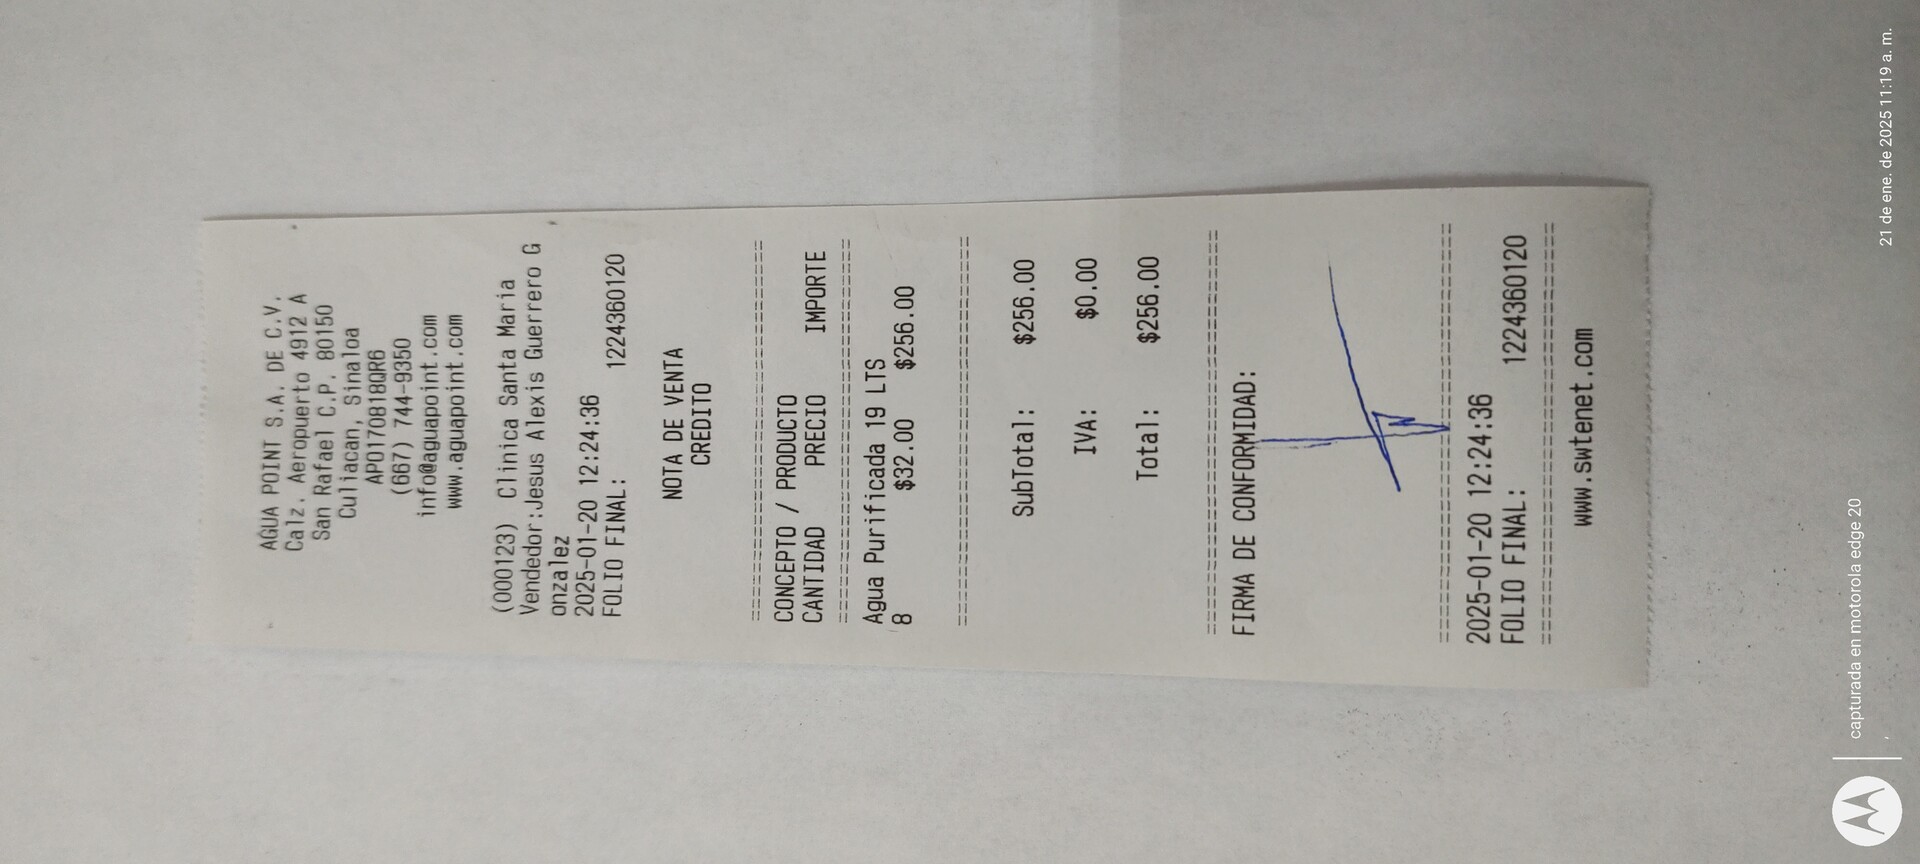 AGUA POINT S.A. DE C.V.
Calz. Aeropuerto 4912 A
San Rafael C.P. 80150
Culiacan, Sinaloa
APO170818QR6
(667) 744-9350
info@aguapoint.com
www.aguapoint.com
(000123) Clinica Santa Maria
Vendedor:Jesus Alexis Guerrero G
onzalez
2025-01-20 12:24:36
FOLIO FINAL: 1224360120
NOTA DE VENTA
CREDITO
================================
CONCEPTO / PRODUCTO
CANTIDAD PRECIO IMPORTE
================================
Agua Purificada 19 LTS
8 $32.00 $256.00
================================
SubTotal: $256.00
IVA: $0.00
Total: $256.00
================================
FIRMA DE CONFORMIDAD:
================================
2025-01-20 12:24:36
FOLIO FINAL: 1224360120
================================
www.swtenet.com
capturada en motorola edge 20
,
21 de ene. de 2025 11:19 a. m.